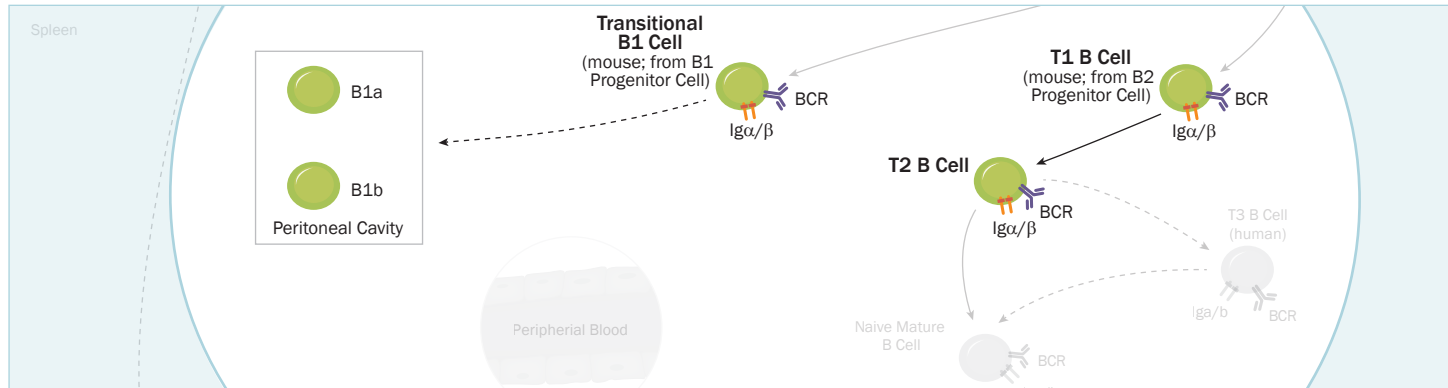 Spleen
Transitional
B1 Cell
(mouse; from B1
Progenitor Cell)
BCR
Igα/β
B1a
B1b
Peritoneal Cavity
T1 B Cell
(mouse; from B2
Progenitor Cell)
BCR
Igα/β
T2 B Cell
BCR
Igα/β
T3 B Cell
(human)
Iga/b
BCR
Peripherial Blood
Naive Mature
B Cell
BCR